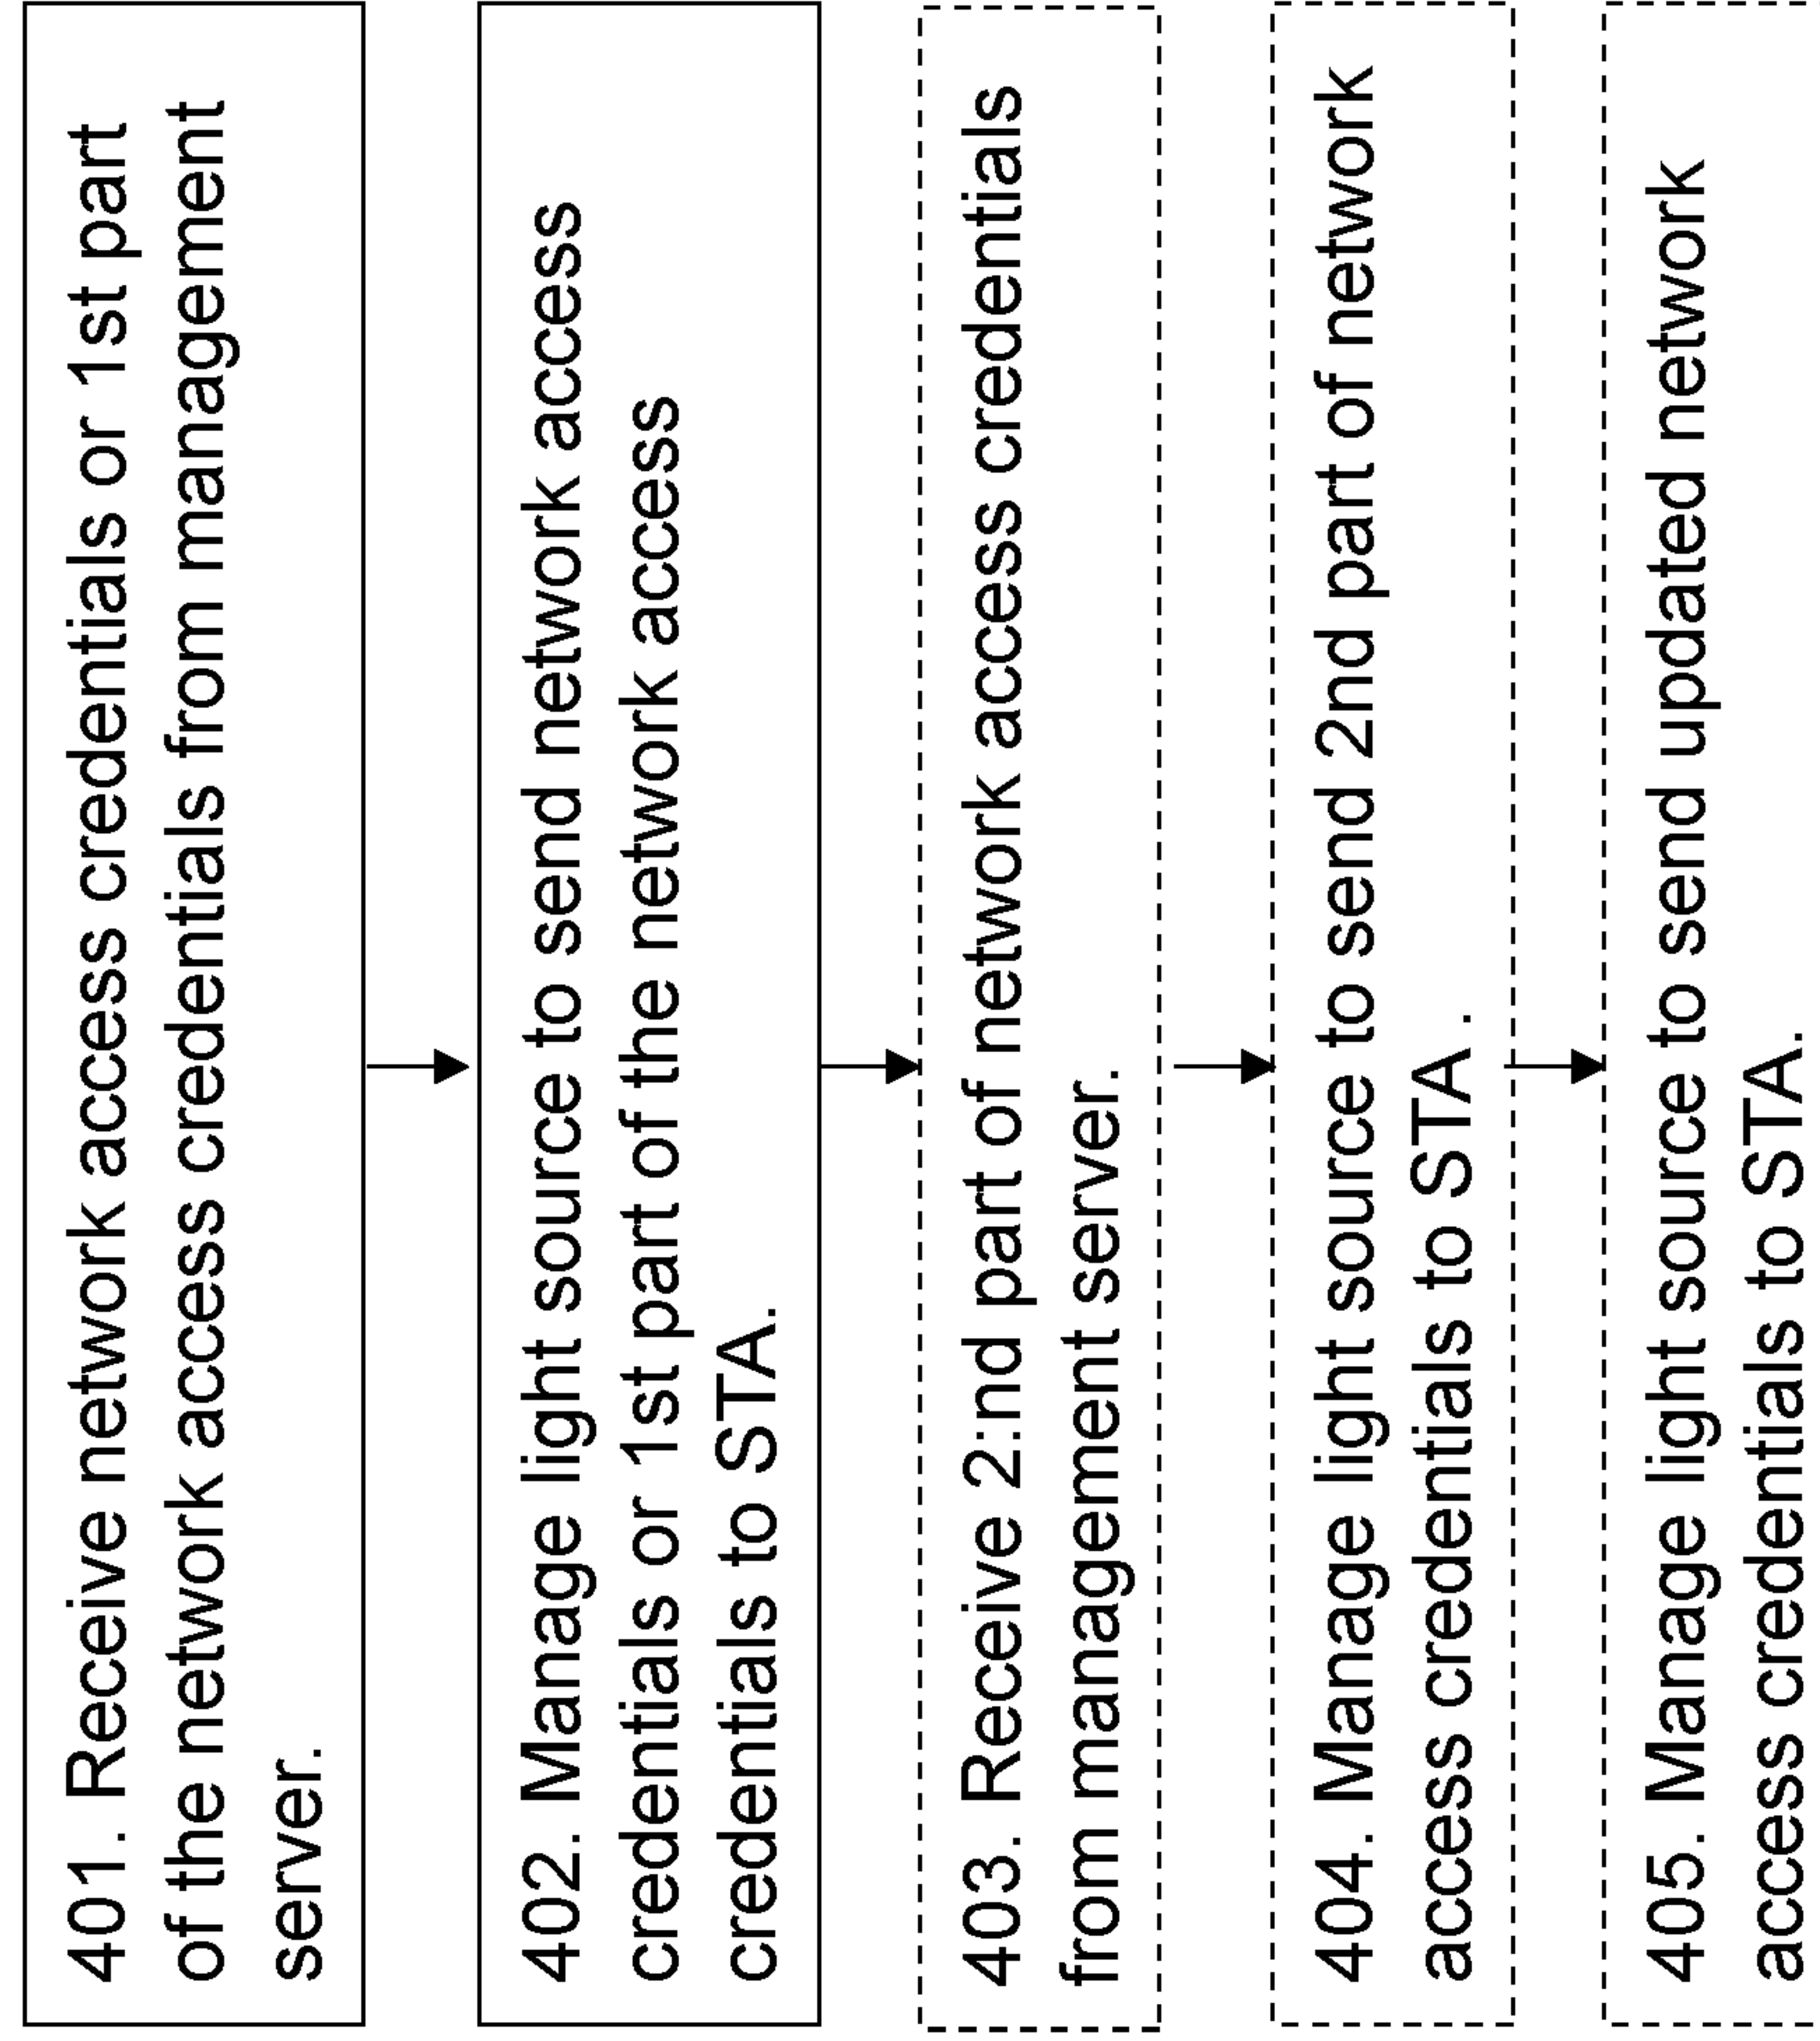 401. Receive network access credentials or 1st part
of the network access credentials from management
server.
402. Manage light source to send network access
credentials or 1st part of the network access
credentials to STA.
403. Receive 2:nd part of network access credentials
from management server.
404. Manage light source to send 2nd part of network
access credentials to STA .
405. Manage light source to send updated network
access credentials to STA.